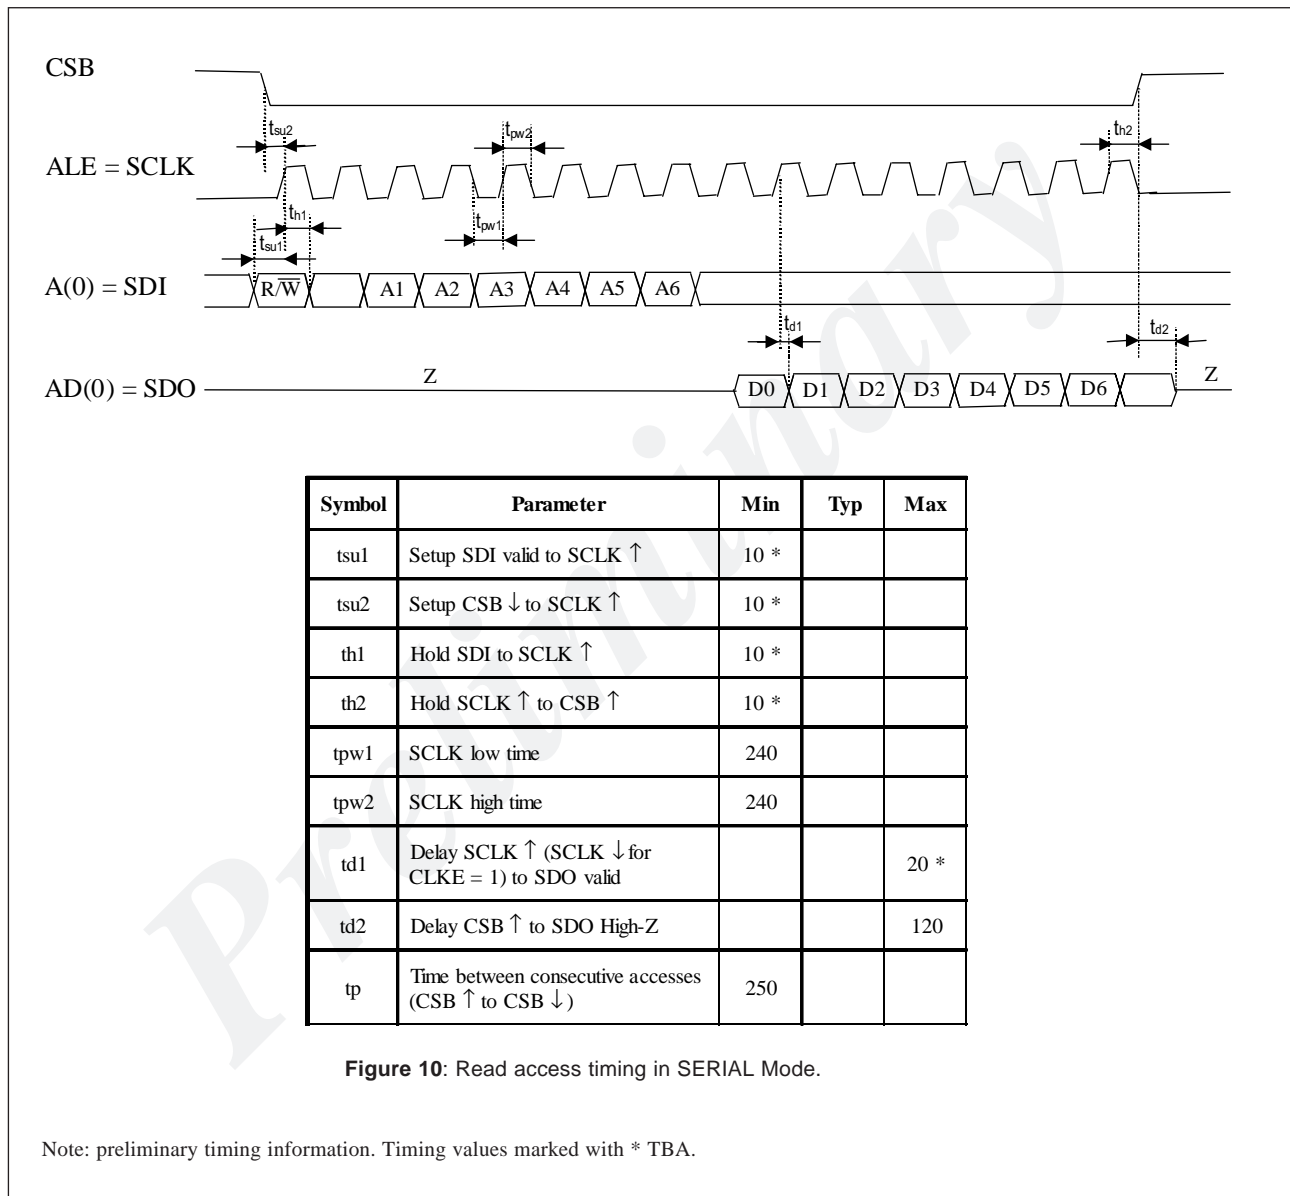 CSB
tsu2
tpw2
th2
ALE = SCLK
th1
tpw1
tsu1
A(0) = SDI
R/W̅ A1 A2 A3 A4 A5 A6
td1
td2
AD(0) = SDO
Z
D0 D1 D2 D3 D4 D5 D6
Z
Symbol Parameter Min Typ Max
tsu1 Setup SDI valid to SCLK ↑ 10 *
tsu2 Setup CSB ↓ to SCLK ↑ 10 *
th1 Hold SDI to SCLK ↑ 10 *
th2 Hold SCLK ↑ to CSB ↑ 10 *
tpw1 SCLK low time 240
tpw2 SCLK high time 240
td1 Delay SCLK ↑ (SCLK ↓ for
CLKE = 1) to SDO valid 20 *
td2 Delay CSB ↑ to SDO High-Z 120
tp Time between consecutive accesses
(CSB ↑ to CSB ↓) 250
Figure 10: Read access timing in SERIAL Mode.
Note: preliminary timing information. Timing values marked with * TBA.
Preliminary